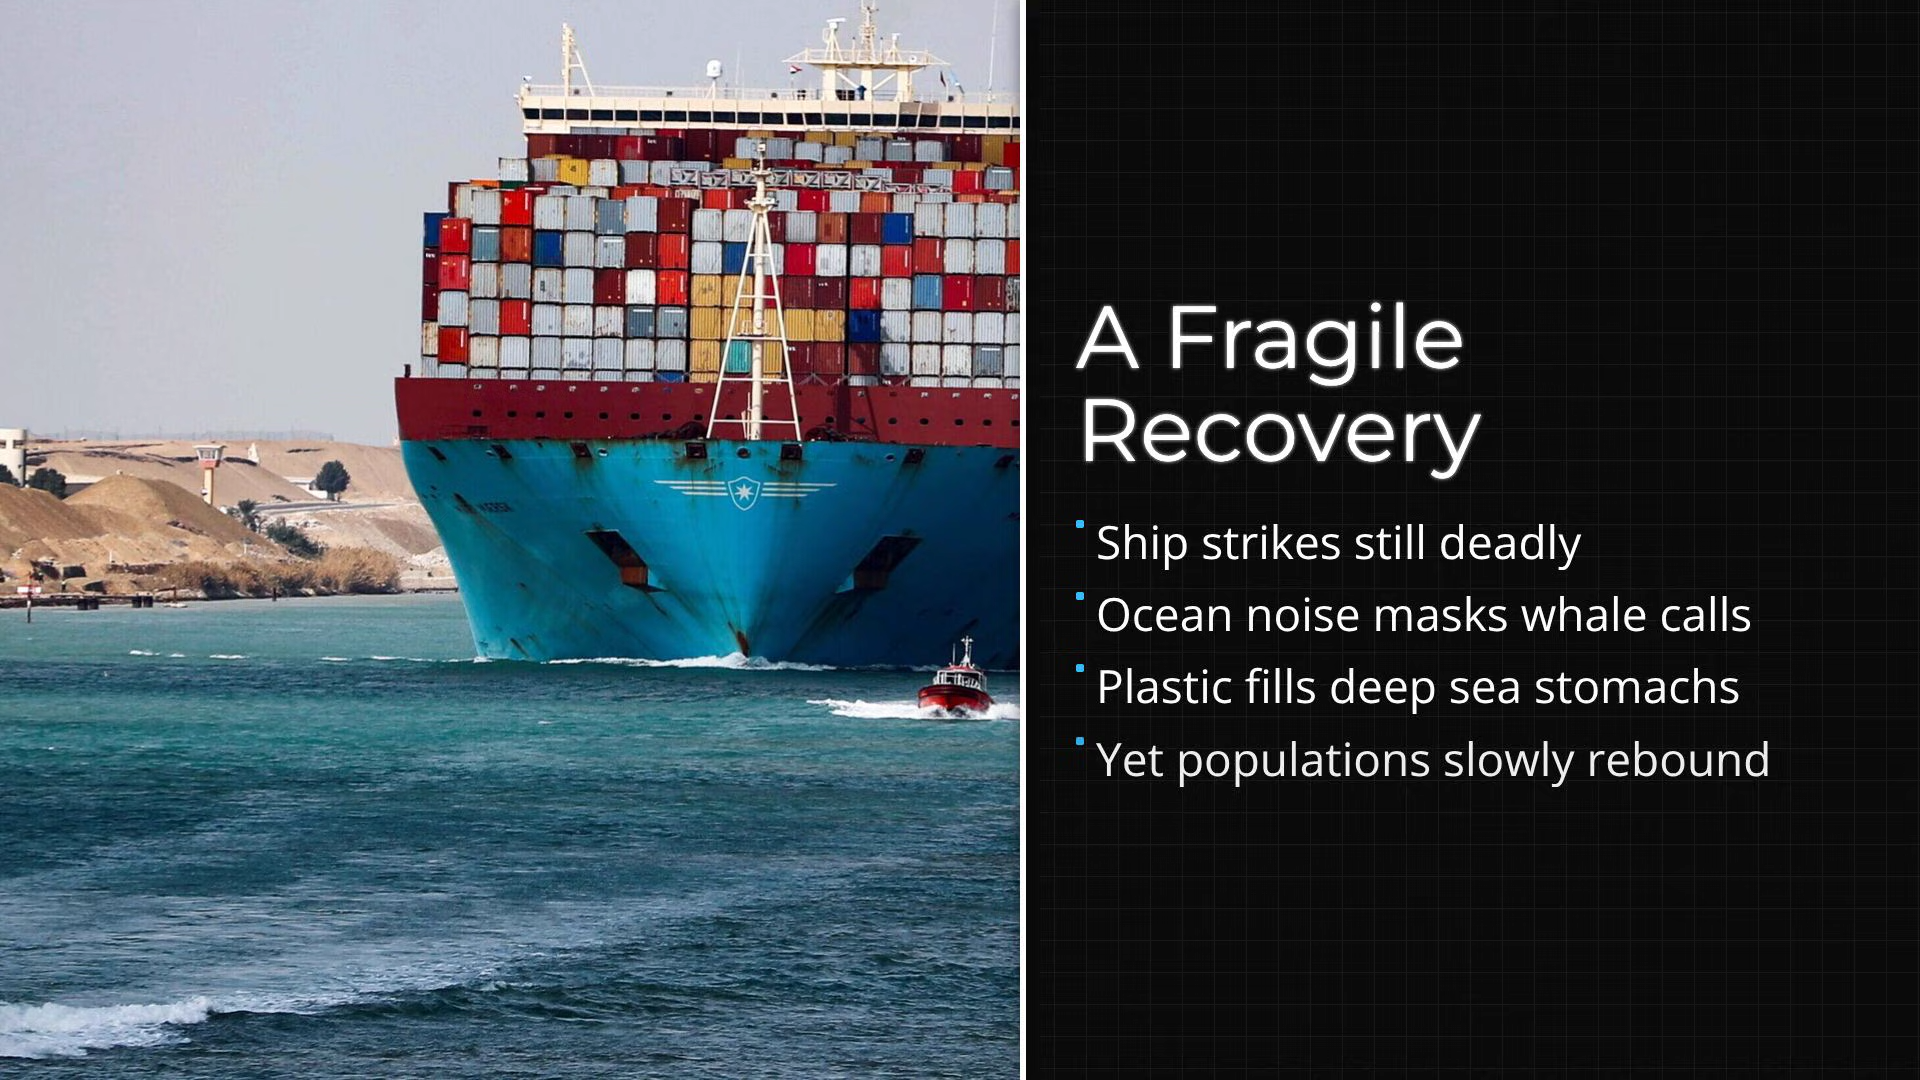 A Fragile
Recovery
Ship strikes still deadly
Ocean noise masks whale calls
Plastic fills deep sea stomachs
Yet populations slowly rebound